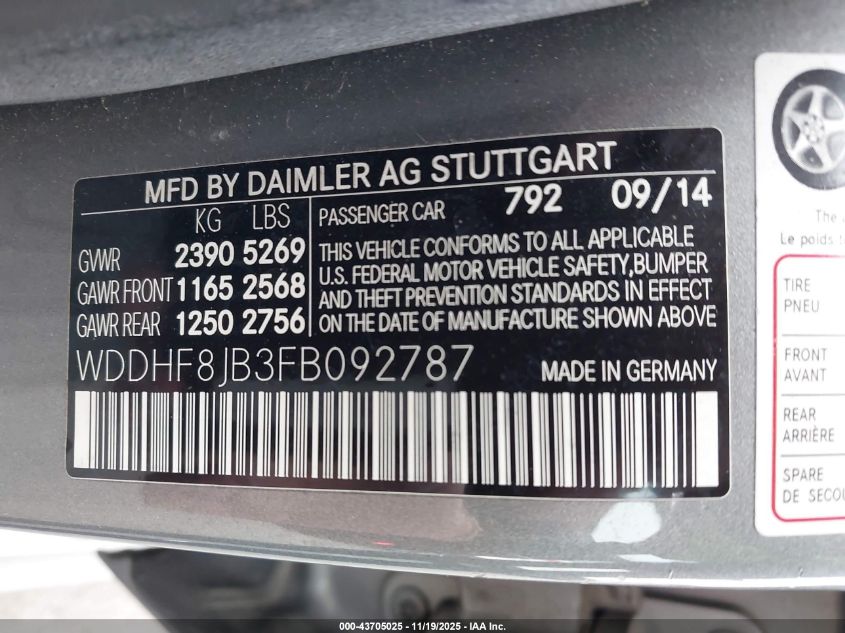 MFD BY DAIMLER AG STUTTGART
KG LBS
GVWR 2390 5269
GAWR FRONT 1165 2568
GAWR REAR 1250 2756
PASSENGER CAR 792 09/14
THIS VEHICLE CONFORMS TO ALL APPLICABLE
U.S. FEDERAL MOTOR VEHICLE SAFETY,BUMPER
AND THEFT PREVENTION STANDARDS IN EFFECT
ON THE DATE OF MANUFACTURE SHOWN ABOVE
WDDHF8JB3FB092787 MADE IN GERMANY
The
Le poids
TIRE
PNEU
FRONT
AVANT
REAR
ARRIÈRE
SPARE
DE
000-43705025 - 11/19/2025 - IAA Inc.